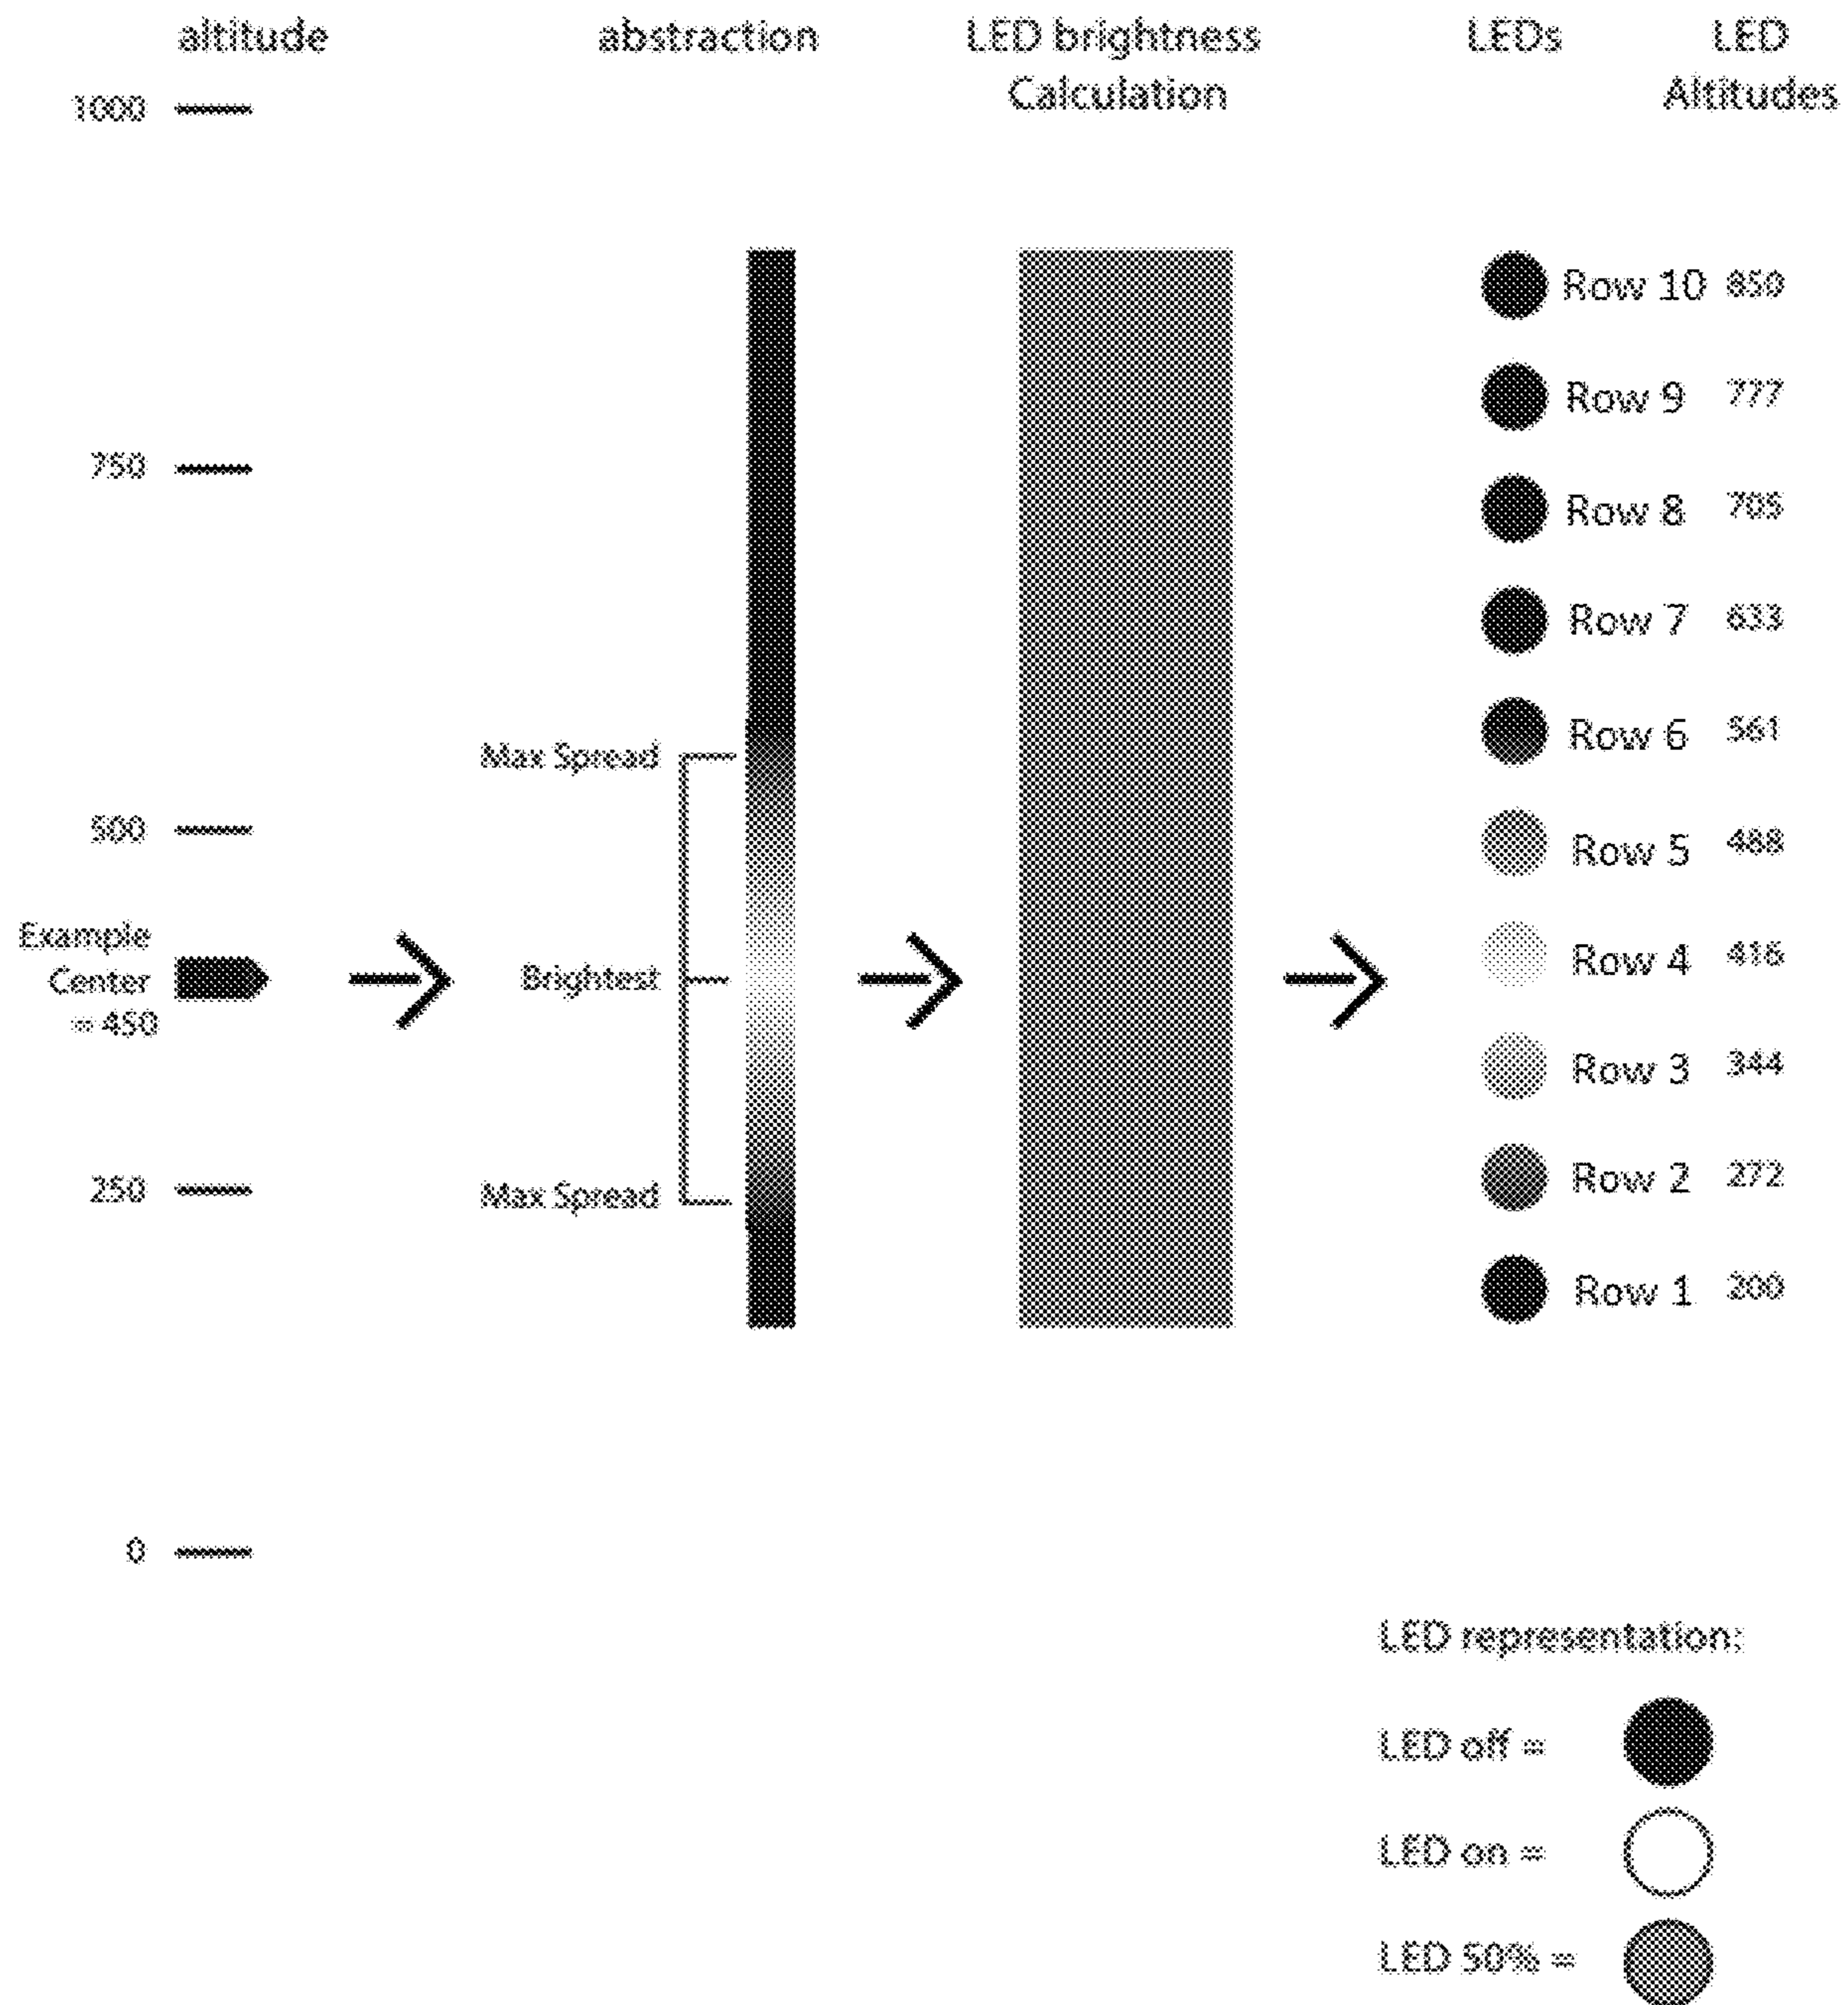 altitude
abstraction
LED brightness
Calculation
LEDs
LED
Altitudes
1000
750
500
Example
Center
= 450
250
0
Max Spread
Brightest
Max Spread
Row 10 850
Row 9 777
Row 8 705
Row 7 633
Row 6 561
Row 5 488
Row 4 416
Row 3 344
Row 2 272
Row 1 200
LED representation:
LED off =
LED on =
LED 50% =